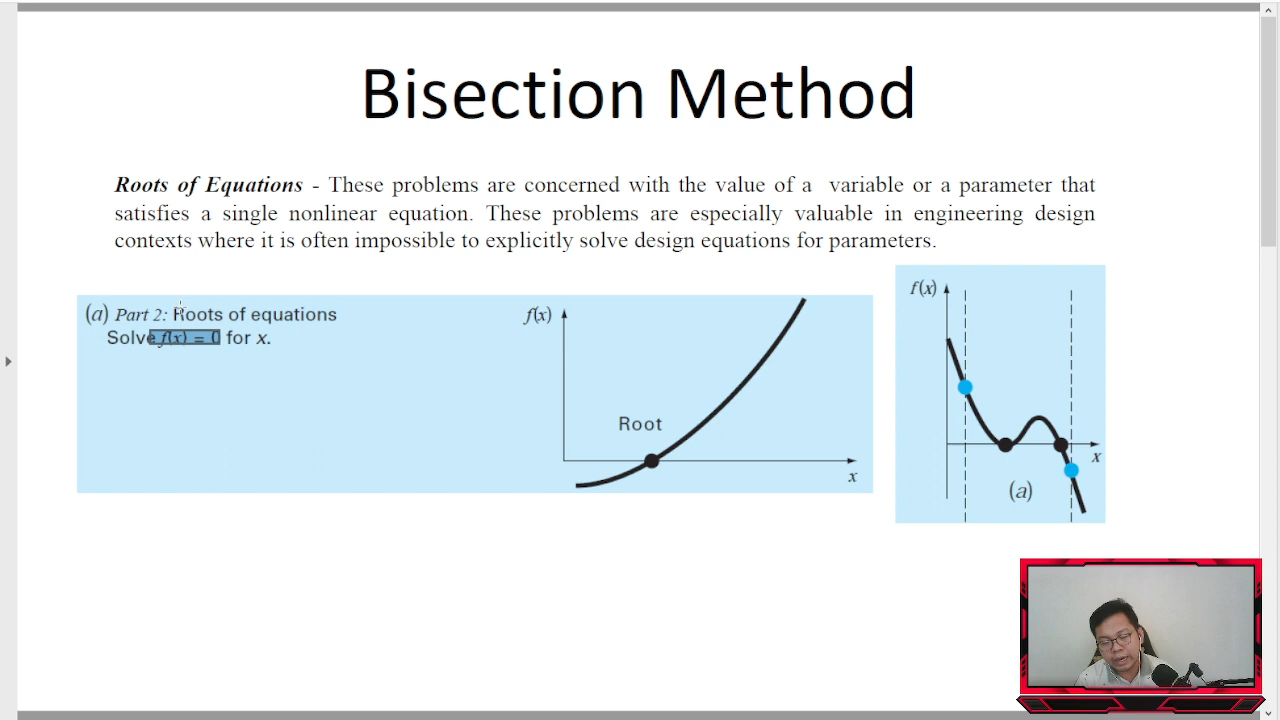 Bisection Method
Roots of Equations - These problems are concerned with the value of a variable or a parameter that
satisfies a single nonlinear equation. These problems are especially valuable in engineering design
contexts where it is often impossible to explicitly solve design equations for parameters.
(a) Part 2: Roots of equations
Solve f(x) = 0 for x.
f(x)
Root
x
f(x)
x
(a)